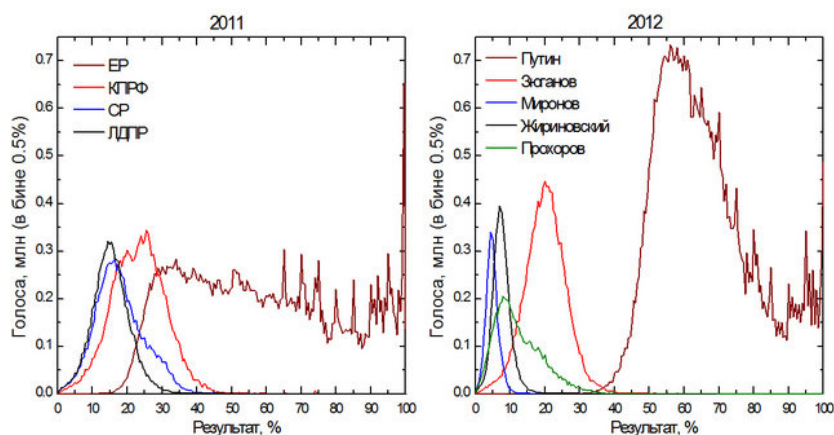 2011
Голоса, млн (в бине 0.5%)
0.7
0.6
0.5
0.4
0.3
0.2
0.1
0.0
ЕР
КПРФ
СР
ЛДПР
0 10 20 30 40 50 60 70 80 90 100
Результат, %
2012
Голоса, млн (в бине 0.5%)
0.7
0.6
0.5
0.4
0.3
0.2
0.1
0.0
Путин
Зюганов
Миронов
Жириновский
Прохоров
0 10 20 30 40 50 60 70 80 90 100
Результат, %